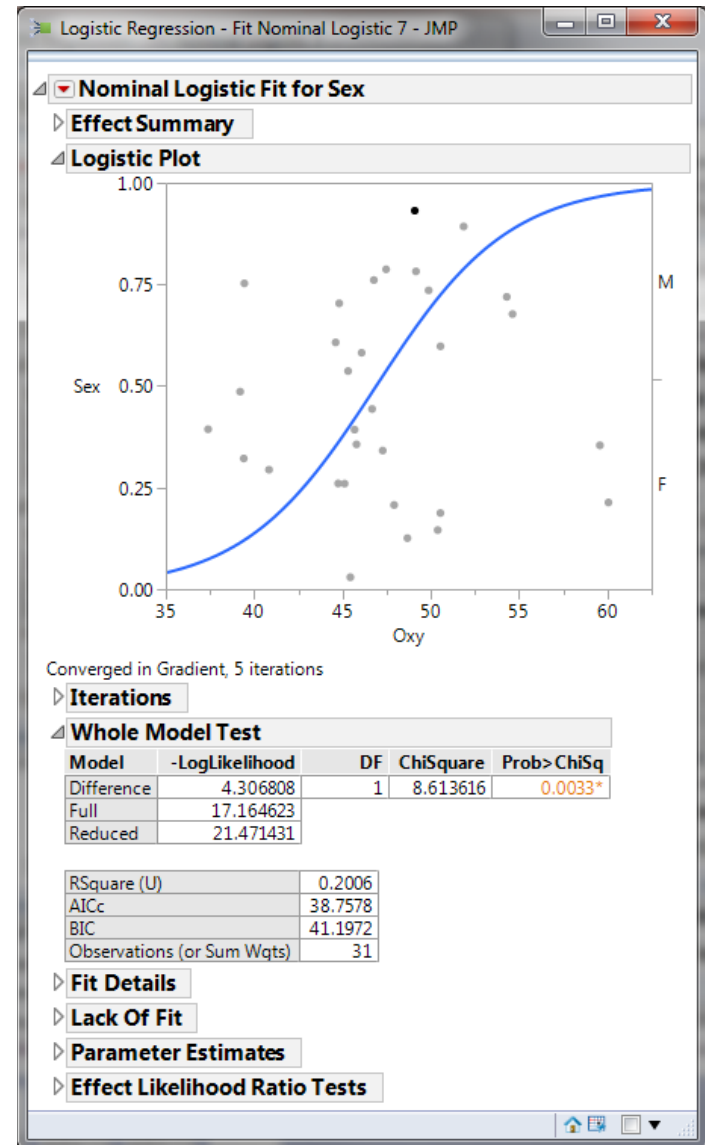 Logistic Regression - Fit Nominal Logistic 7 - JMP
Nominal Logistic Fit for Sex
Effect Summary
Logistic Plot
1.00
0.75
M
Sex 0.50
0.25
F
0.00
35 40 45 50 55 60
Oxy
Converged in Gradient, 5 iterations
Iterations
Whole Model Test
Model -LogLikelihood DF ChiSquare Prob>ChiSq
Difference 4.306808 1 8.613616 0.0033*
Full 17.164623
Reduced 21.471431
RSquare (U) 0.2006
AICc 38.7578
BIC 41.1972
Observations (or Sum Wgts) 31
Fit Details
Lack Of Fit
Parameter Estimates
Effect Likelihood Ratio Tests